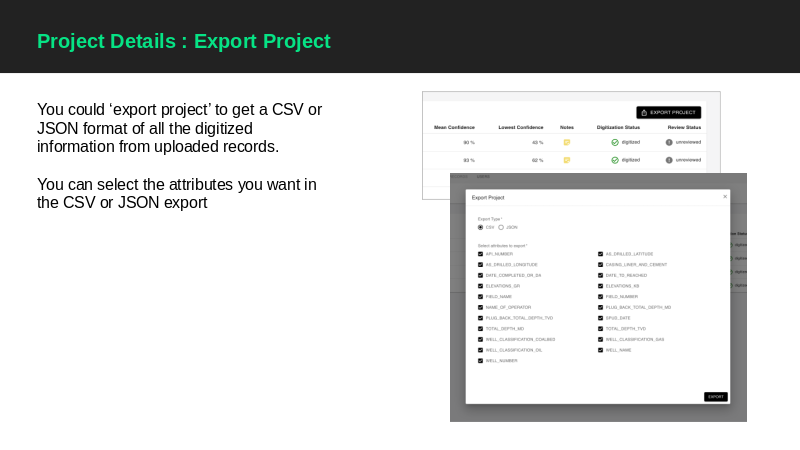 Project Details : Export Project
You could ‘export project’ to get a CSV or
JSON format of all the digitized
information from uploaded records.
You can select the attributes you want in
the CSV or JSON export
EXPORT PROJECT
Mean Confidence Lowest Confidence Notes Digitization Status Review Status
90 % 43 % digitized unreviewed
93 % 62 % digitized unreviewed
Export Project ×
Export Type *
CSV JSON
Select attributes to export *
API_NUMBER AS_DRILLED_LATITUDE
AS_DRILLED_LONGITUDE CASING_LINER_AND_CEMENT
DATE_COMPLETED_OR_DA DATE_TD_REACHED
ELEVATIONS_GR ELEVATIONS_KB
FIELD_NAME FIELD_NUMBER
NAME_OF_OPERATOR PLUG_BACK_TOTAL_DEPTH_MD
PLUG_BACK_TOTAL_DEPTH_TVD SPUD_DATE
TOTAL_DEPTH_MD TOTAL_DEPTH_TVD
WELL_CLASSIFICATION_COALBED WELL_CLASSIFICATION_GAS
WELL_CLASSIFICATION_OIL WELL_NAME
WELL_NUMBER
EXPORT